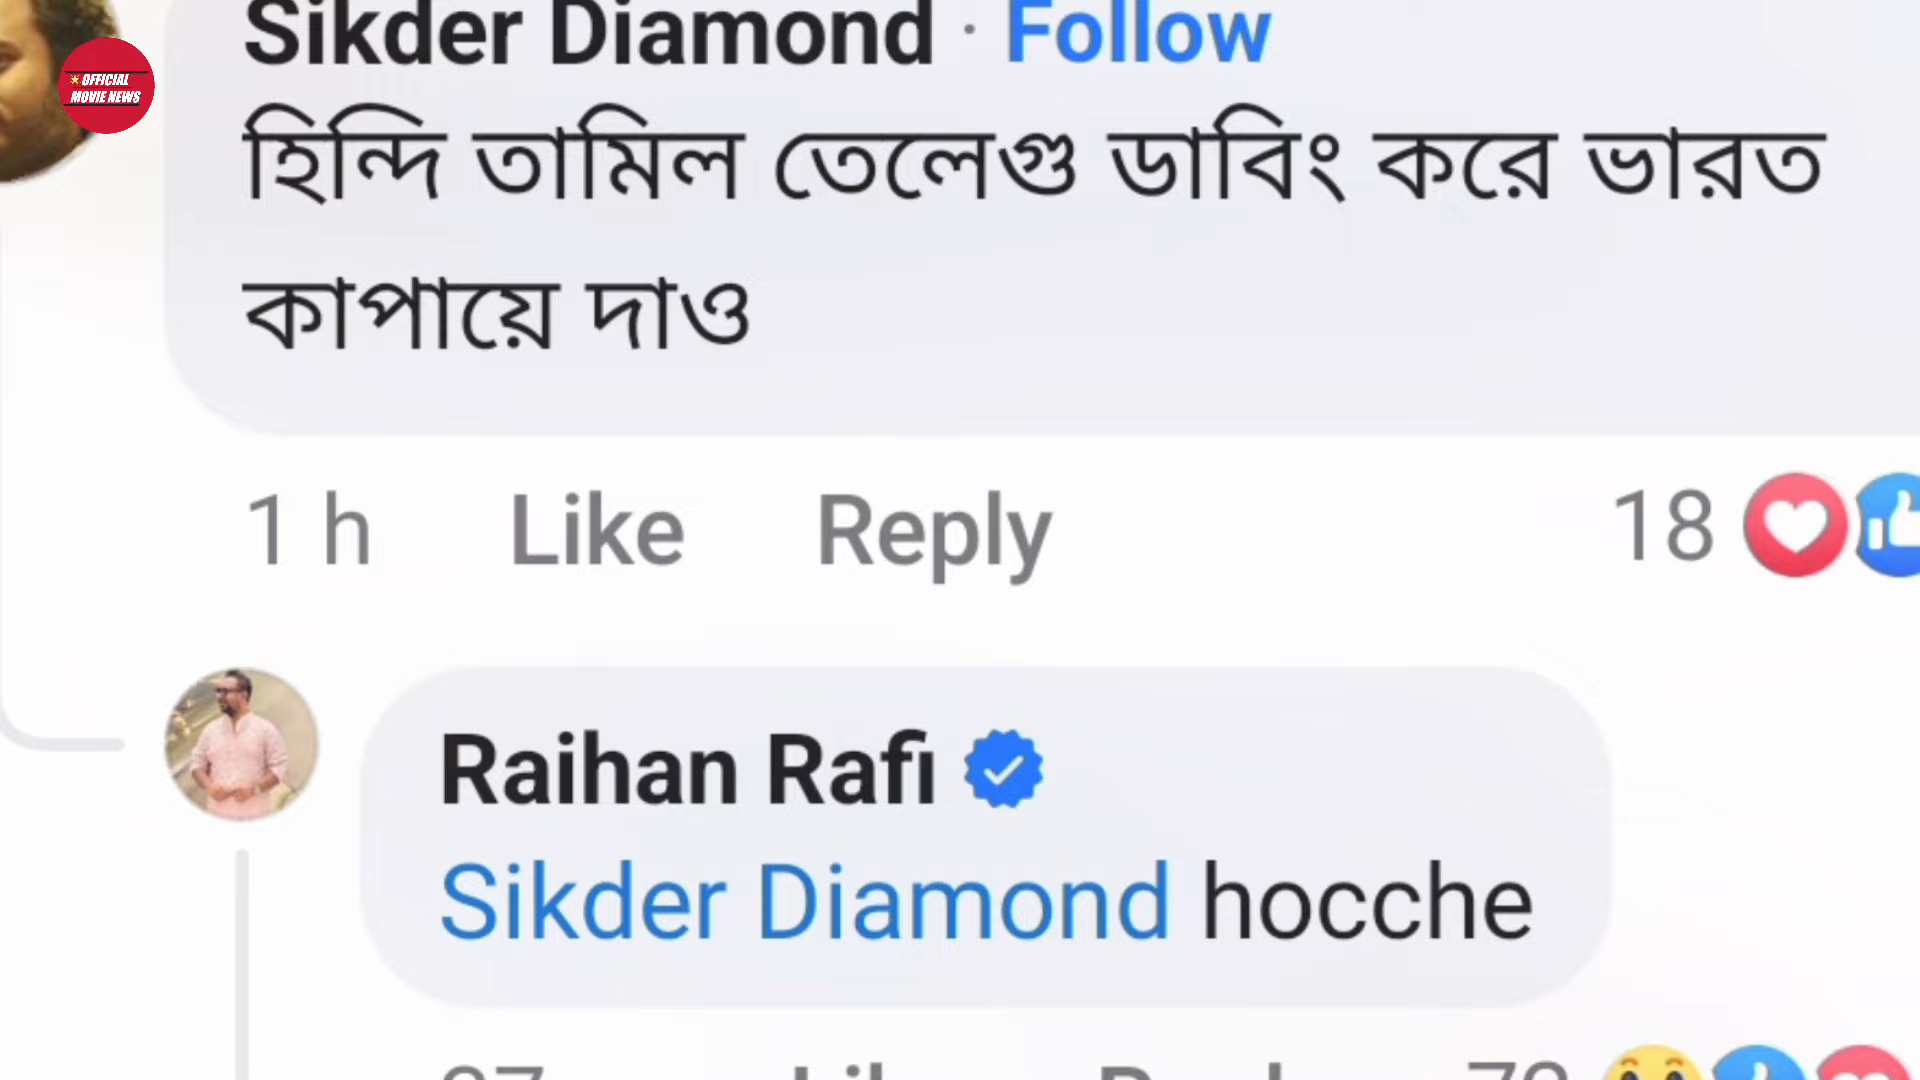 OFFICIAL
MOVIE NEWS
Sikder Diamond · Follow
হিন্দি তামিল তেলেগু ডাবিং করে ভারত
কাপায়ে দাও
1 h Like Reply 18
Raihan Rafi
Sikder Diamond hocche